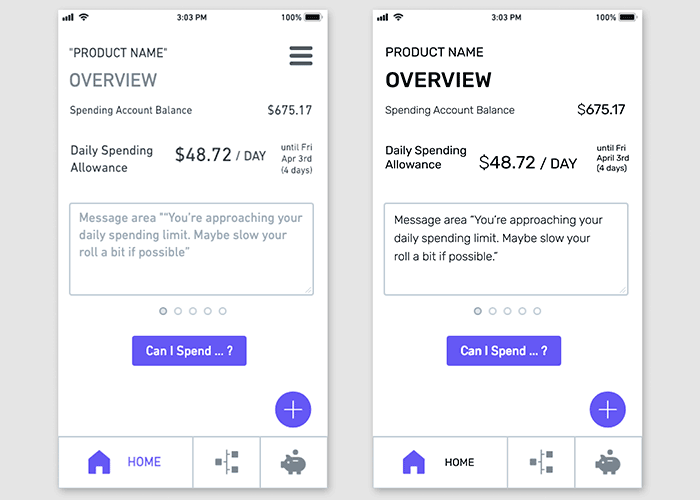 3:03 PM
100%
"PRODUCT NAME"
OVERVIEW
Spending Account Balance
$675.17
Daily Spending
Allowance
$48.72 / DAY
until Fri
Apr 3rd
(4 days)
Message area "“You’re approaching your
daily spending limit. Maybe slow your
roll a bit if possible”
Can I Spend ... ?
HOME
3:03 PM
100%
PRODUCT NAME
OVERVIEW
Spending Account Balance
$675.17
Daily Spending
Allowance
$48.72 / DAY
until Fri
April 3rd
(4 days)
Message area “You’re approaching your
daily spending limit. Maybe slow your
roll a bit if possible.”
Can I Spend ... ?
HOME